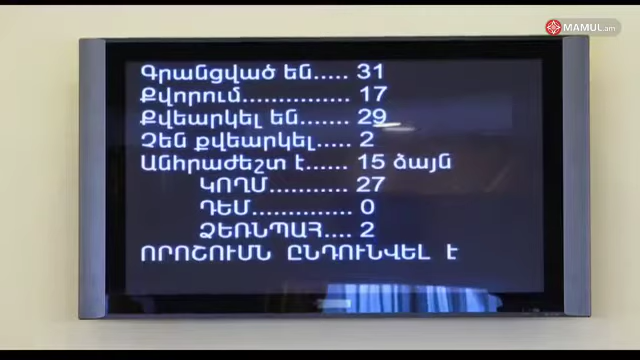 MAMUL.am
Գրանցված են..... 31
Քվորում............... 17
Քվեարկել են....... 29
Չեն քվեարկել..... 2
Անհրաժեշտ է...... 15 ձայն
ԿՈՂՄ........... 27
ԴԵՄ.............. 0
ՁԵՌՆՊԱՀ.... 2
ՈՐՈՇՈՒՄՆ ԸՆԴՈՒՆՎԵԼ է